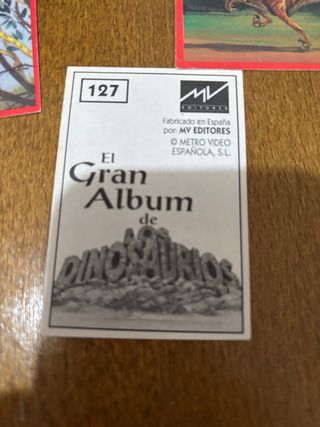 127
MV
EDITORES
Fabricado en España
por: MV EDITORES
© METRO VIDEO
ESPAÑOLA, S.L.
El
Gran
Album
de
LOS
DINOSAURIOS